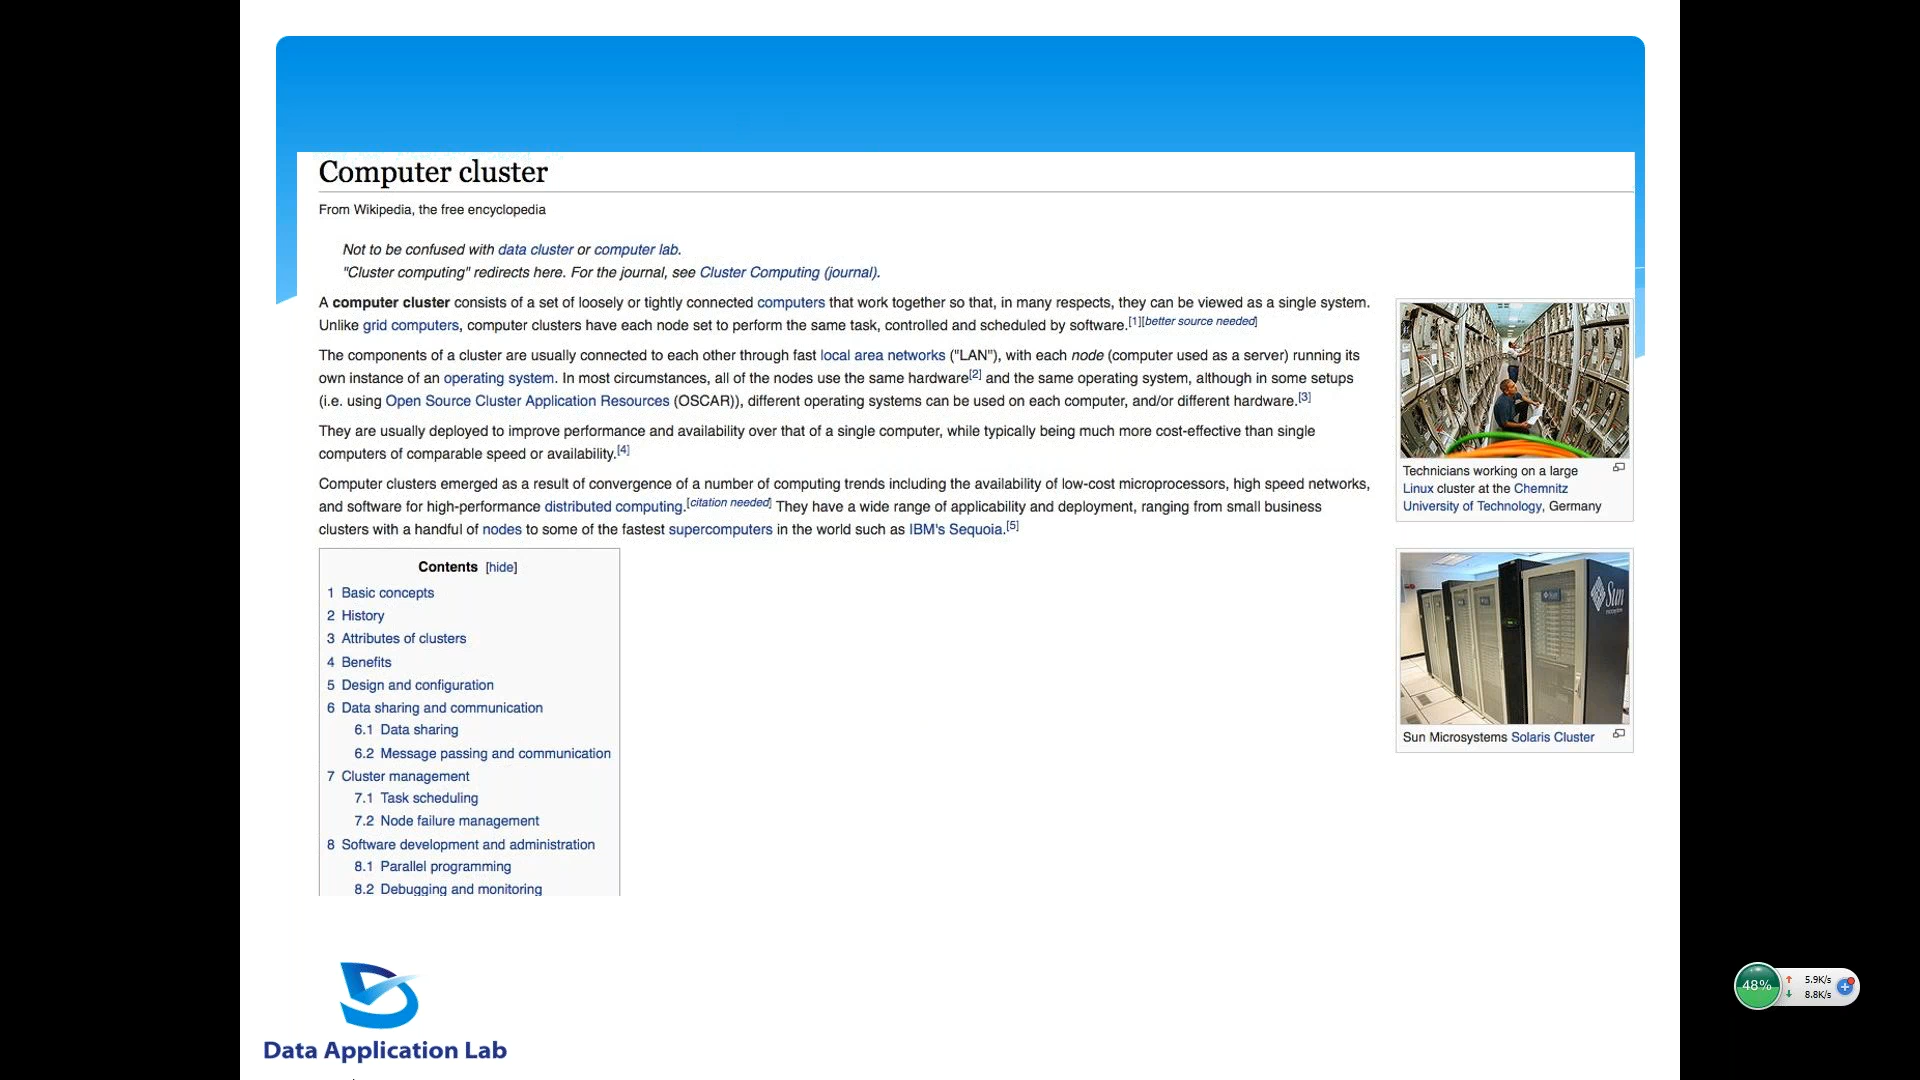 Computer cluster
From Wikipedia, the free encyclopedia
Not to be confused with data cluster or computer lab.
"Cluster computing" redirects here. For the journal, see Cluster Computing (journal).
A computer cluster consists of a set of loosely or tightly connected computers that work together so that, in many respects, they can be viewed as a single system.
Unlike grid computers, computer clusters have each node set to perform the same task, controlled and scheduled by software.[1][better source needed]
The components of a cluster are usually connected to each other through fast local area networks ("LAN"), with each node (computer used as a server) running its
own instance of an operating system. In most circumstances, all of the nodes use the same hardware[2] and the same operating system, although in some setups
(i.e. using Open Source Cluster Application Resources (OSCAR)), different operating systems can be used on each computer, and/or different hardware.[3]
They are usually deployed to improve performance and availability over that of a single computer, while typically being much more cost-effective than single
computers of comparable speed or availability.[4]
Computer clusters emerged as a result of convergence of a number of computing trends including the availability of low-cost microprocessors, high speed networks,
and software for high-performance distributed computing.[citation needed] They have a wide range of applicability and deployment, ranging from small business
clusters with a handful of nodes to some of the fastest supercomputers in the world such as IBM's Sequoia.[5]
Technicians working on a large
Linux cluster at the Chemnitz
University of Technology, Germany
Contents [hide]
1 Basic concepts
2 History
3 Attributes of clusters
4 Benefits
5 Design and configuration
6 Data sharing and communication
6.1 Data sharing
6.2 Message passing and communication
7 Cluster management
7.1 Task scheduling
7.2 Node failure management
8 Software development and administration
8.1 Parallel programming
8.2 Debugging and monitoring
Sun
microsystems
Sun Microsystems Solaris Cluster
Data Application Lab
48%
5.9K/s
8.8K/s